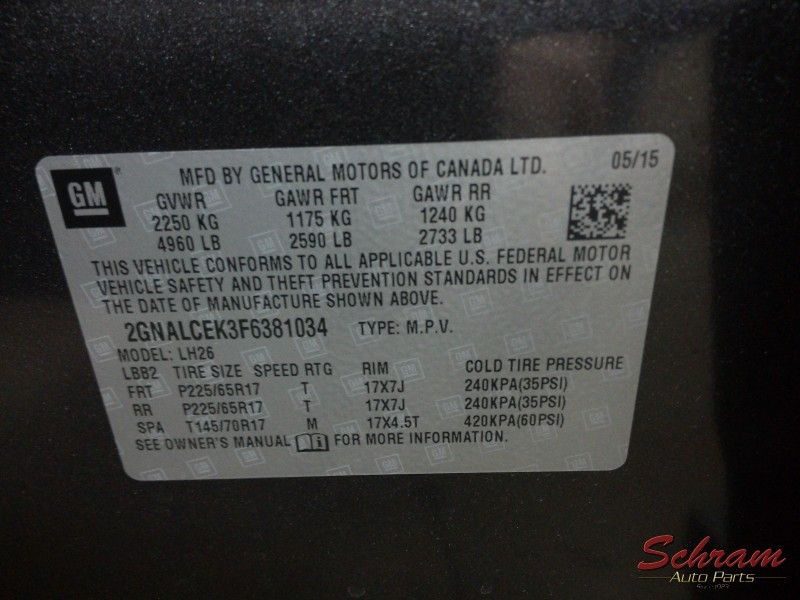 GM
MFD BY GENERAL MOTORS OF CANADA LTD. 05/15
GVWR GAWR FRT GAWR RR
2250 KG 1175 KG 1240 KG
4960 LB 2590 LB 2733 LB
THIS VEHICLE CONFORMS TO ALL APPLICABLE U.S. FEDERAL MOTOR
VEHICLE SAFETY AND THEFT PREVENTION STANDARDS IN EFFECT ON
THE DATE OF MANUFACTURE SHOWN ABOVE.
2GNALCEK3F6381034 TYPE: M.P.V.
MODEL: LH26
LBB2 TIRE SIZE SPEED RTG RIM COLD TIRE PRESSURE
FRT P225/65R17 T 17X7J 240KPA(35PSI)
RR P225/65R17 T 17X7J 240KPA(35PSI)
SPA T145/70R17 M 17X4.5T 420KPA(60PSI)
SEE OWNER'S MANUAL FOR MORE INFORMATION.
Schram
Auto Parts